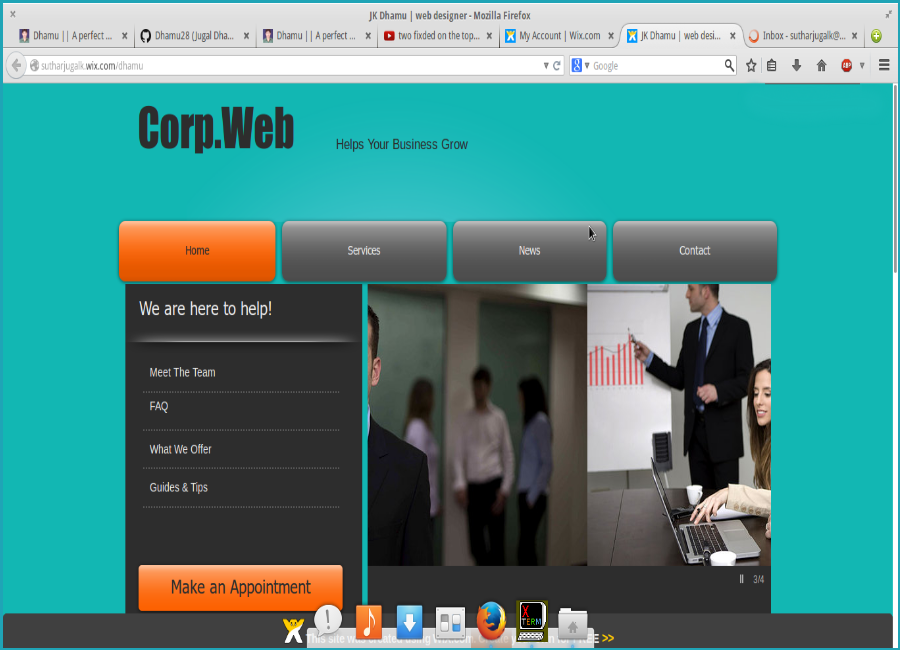 JK Dhamu | web designer - Mozilla Firefox
Dhamu || A perfect ...
Dhamu28 (Jugal Dha...
Dhamu || A perfect ...
two fixded on the top...
My Account | Wix.com
JK Dhamu | web desi...
Inbox - sutharjugalk@...
sutharjugalk.wix.com/dhamu
Google
ABP
Corp.Web
Helps Your Business Grow
Home
Services
News
Contact
We are here to help!
Meet The Team
FAQ
What We Offer
Guides & Tips
Make an Appointment
3/4
X
TERM
This site was created using >>